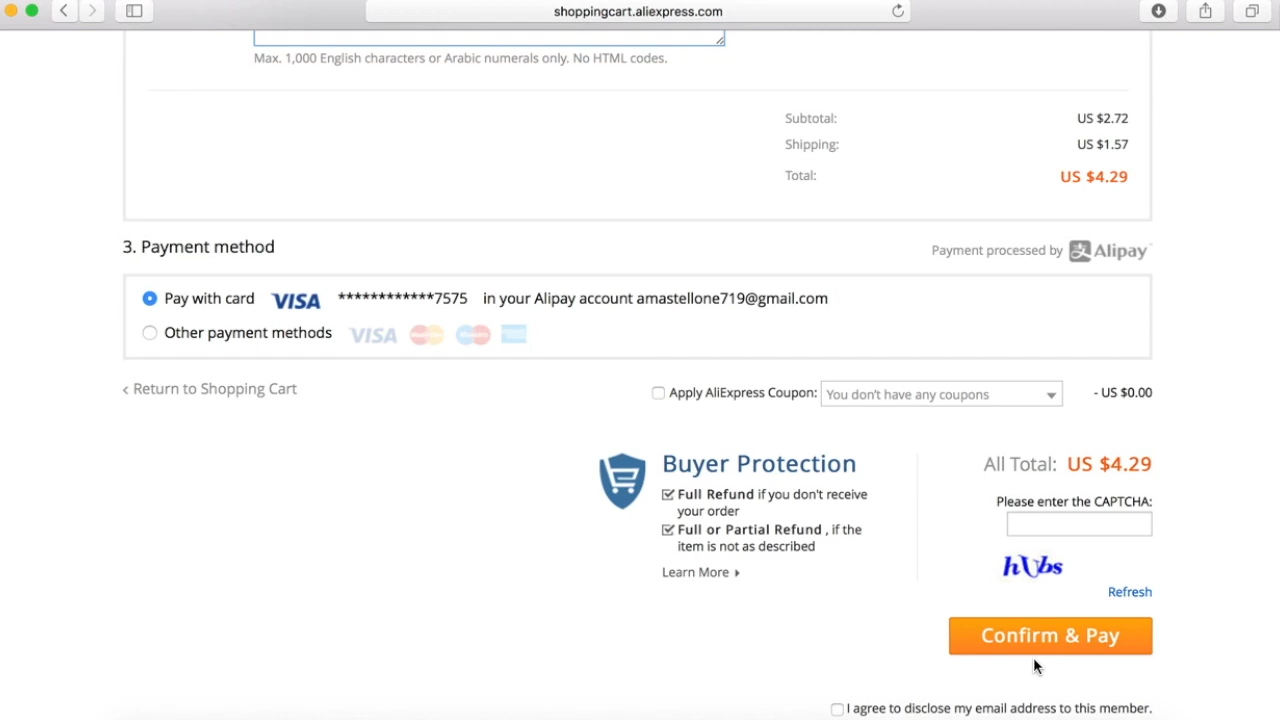 shoppingcart.aliexpress.com
Max. 1,000 English characters or Arabic numerals only. No HTML codes.
Subtotal: US $2.72
Shipping: US $1.57
Total: US $4.29
3. Payment method
Payment processed by 支 Alipay
Pay with card VISA ************7575 in your Alipay account amastellone719@gmail.com
Other payment methods VISA
‹ Return to Shopping Cart
Apply AliExpress Coupon: You don't have any coupons - US $0.00
Buyer Protection
Full Refund if you don't receive
your order
Full or Partial Refund , if the
item is not as described
Learn More
All Total: US $4.29
Please enter the CAPTCHA:
hUbs
Refresh
Confirm & Pay
I agree to disclose my email address to this member.